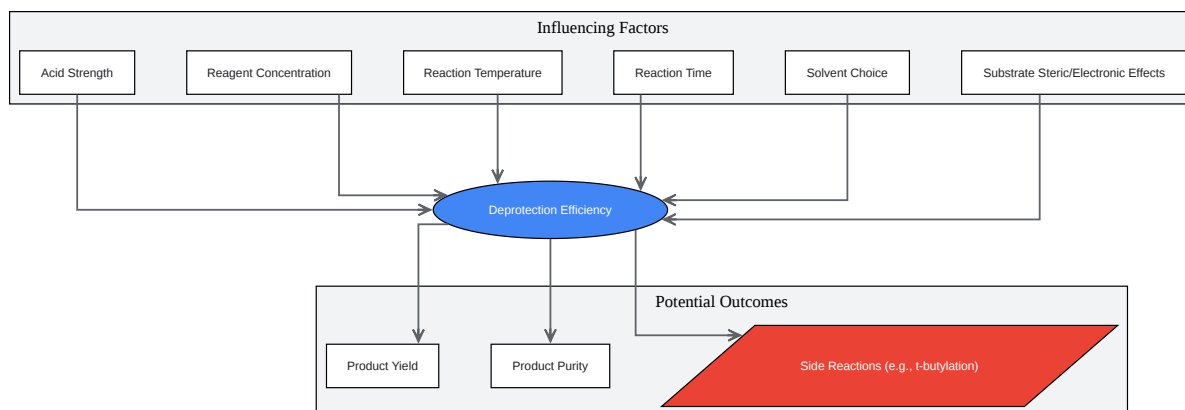 Influencing Factors
Acid Strength
Reagent Concentration
Reaction Temperature
Reaction Time
Solvent Choice
Substrate Steric/Electronic Effects
Deprotection Efficiency
Potential Outcomes
Product Yield
Product Purity
Side Reactions (e.g., t-butylation)